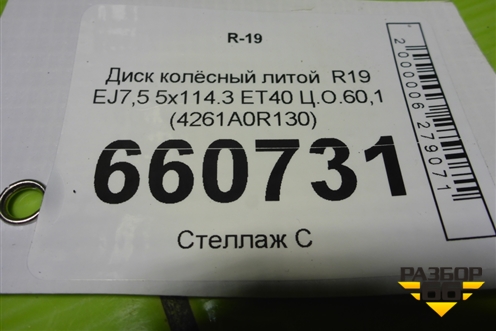 R-19
Диск колёсный литой R19
EJ7,5 5x114.3 ET40 Ц.О.60,1
(4261A0R130)
660731
Стеллаж С
2000006279071
РАЗБОР